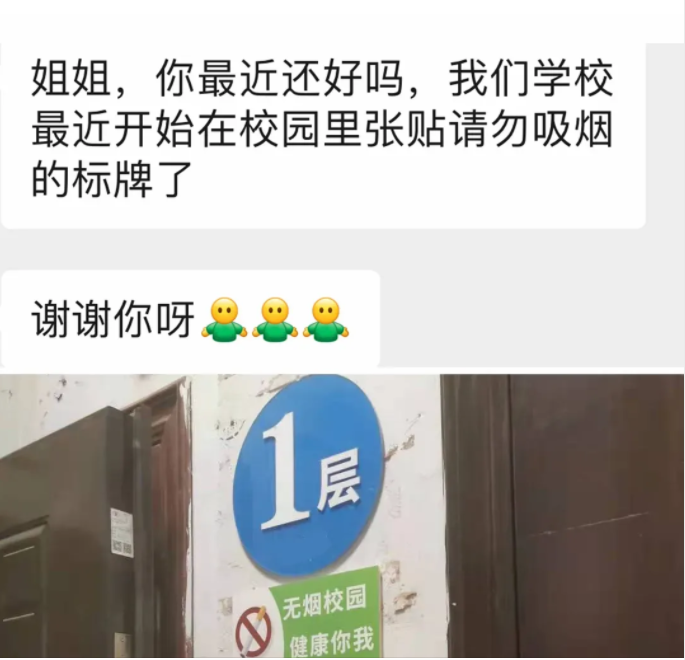 姐姐，你最近还好吗，我们学校
最近开始在校园里张贴请勿吸烟
的标牌了
谢谢你呀
1层
无烟校园
健康你我